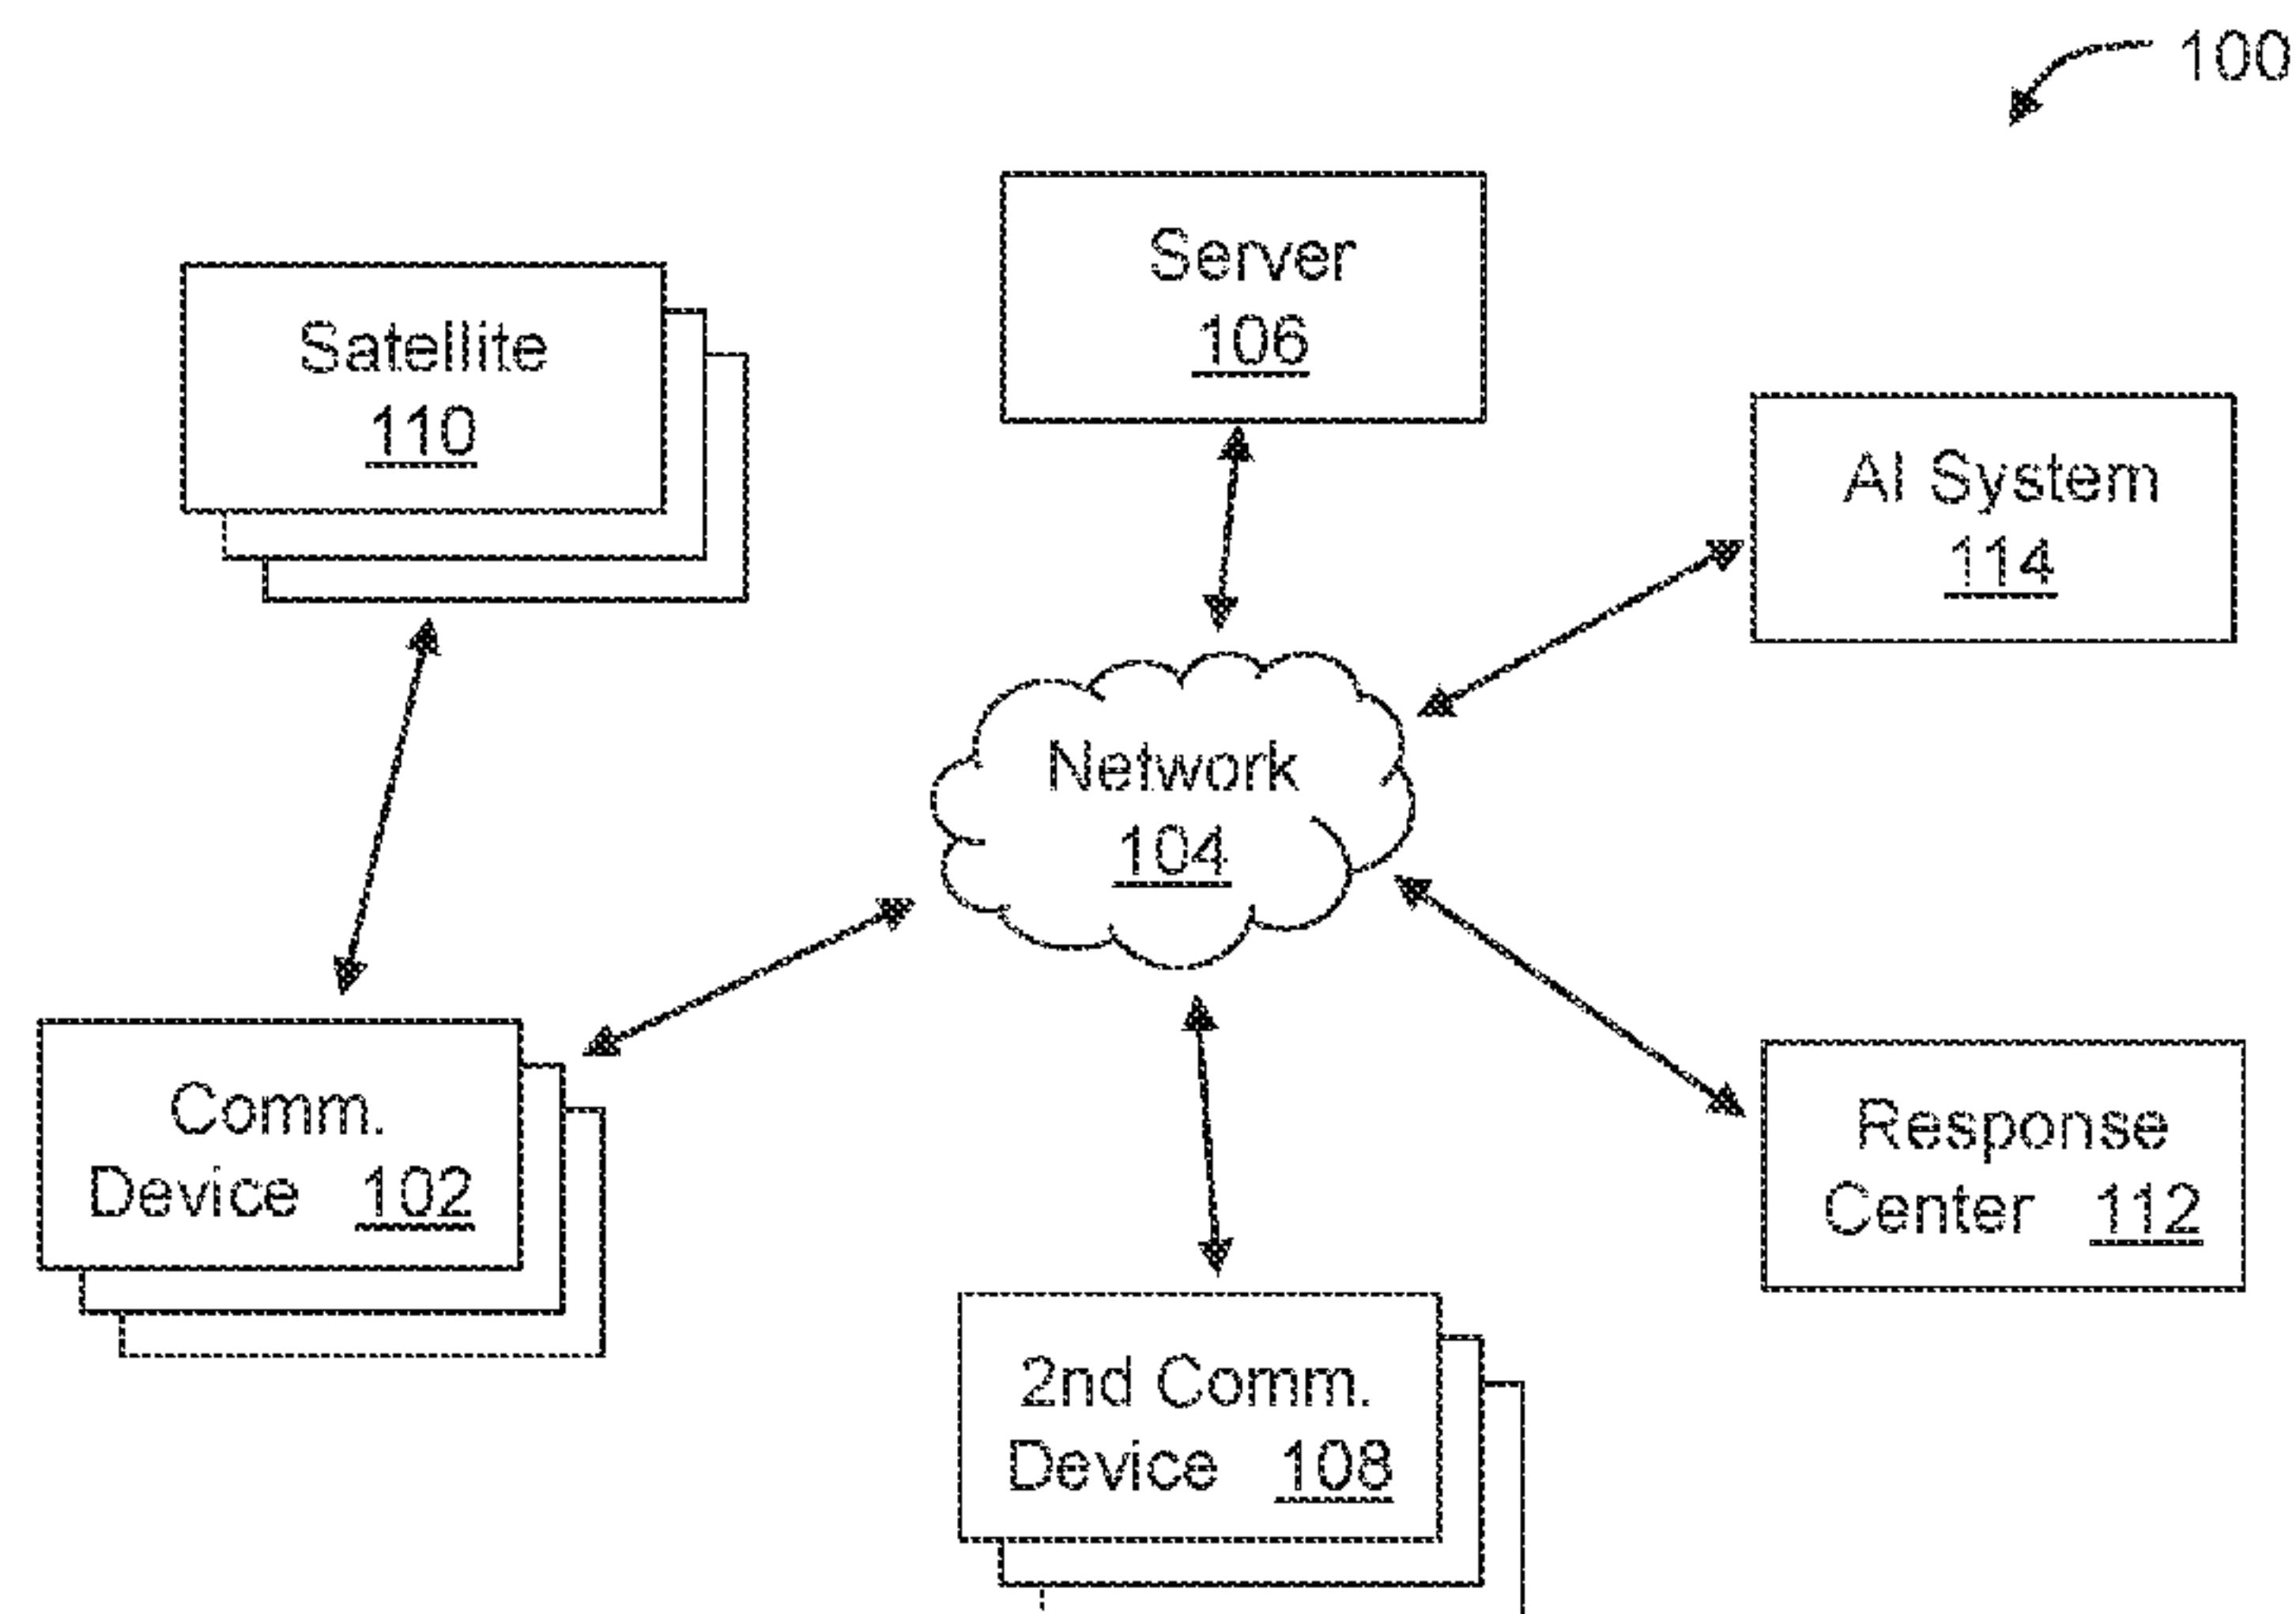 100
Server
106
Satellite
110
AI System
114
Network
104
Comm.
Device 102
Response
Center 112
2nd Comm.
Device 108